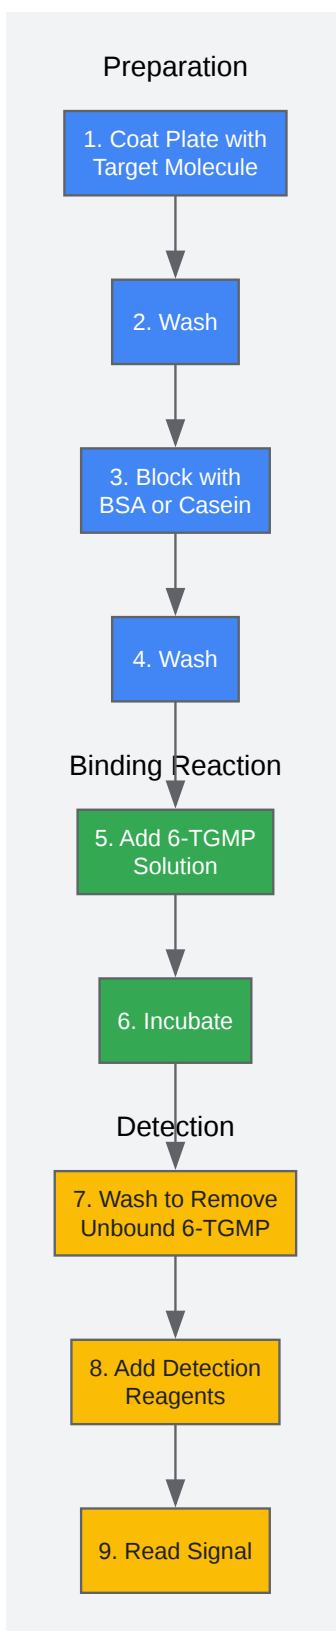 Preparation
1. Coat Plate with
Target Molecule
2. Wash
3. Block with
BSA or Casein
4. Wash
Binding Reaction
5. Add 6-TGMP
Solution
6. Incubate
Detection
7. Wash to Remove
Unbound 6-TGMP
8. Add Detection
Reagents
9. Read Signal